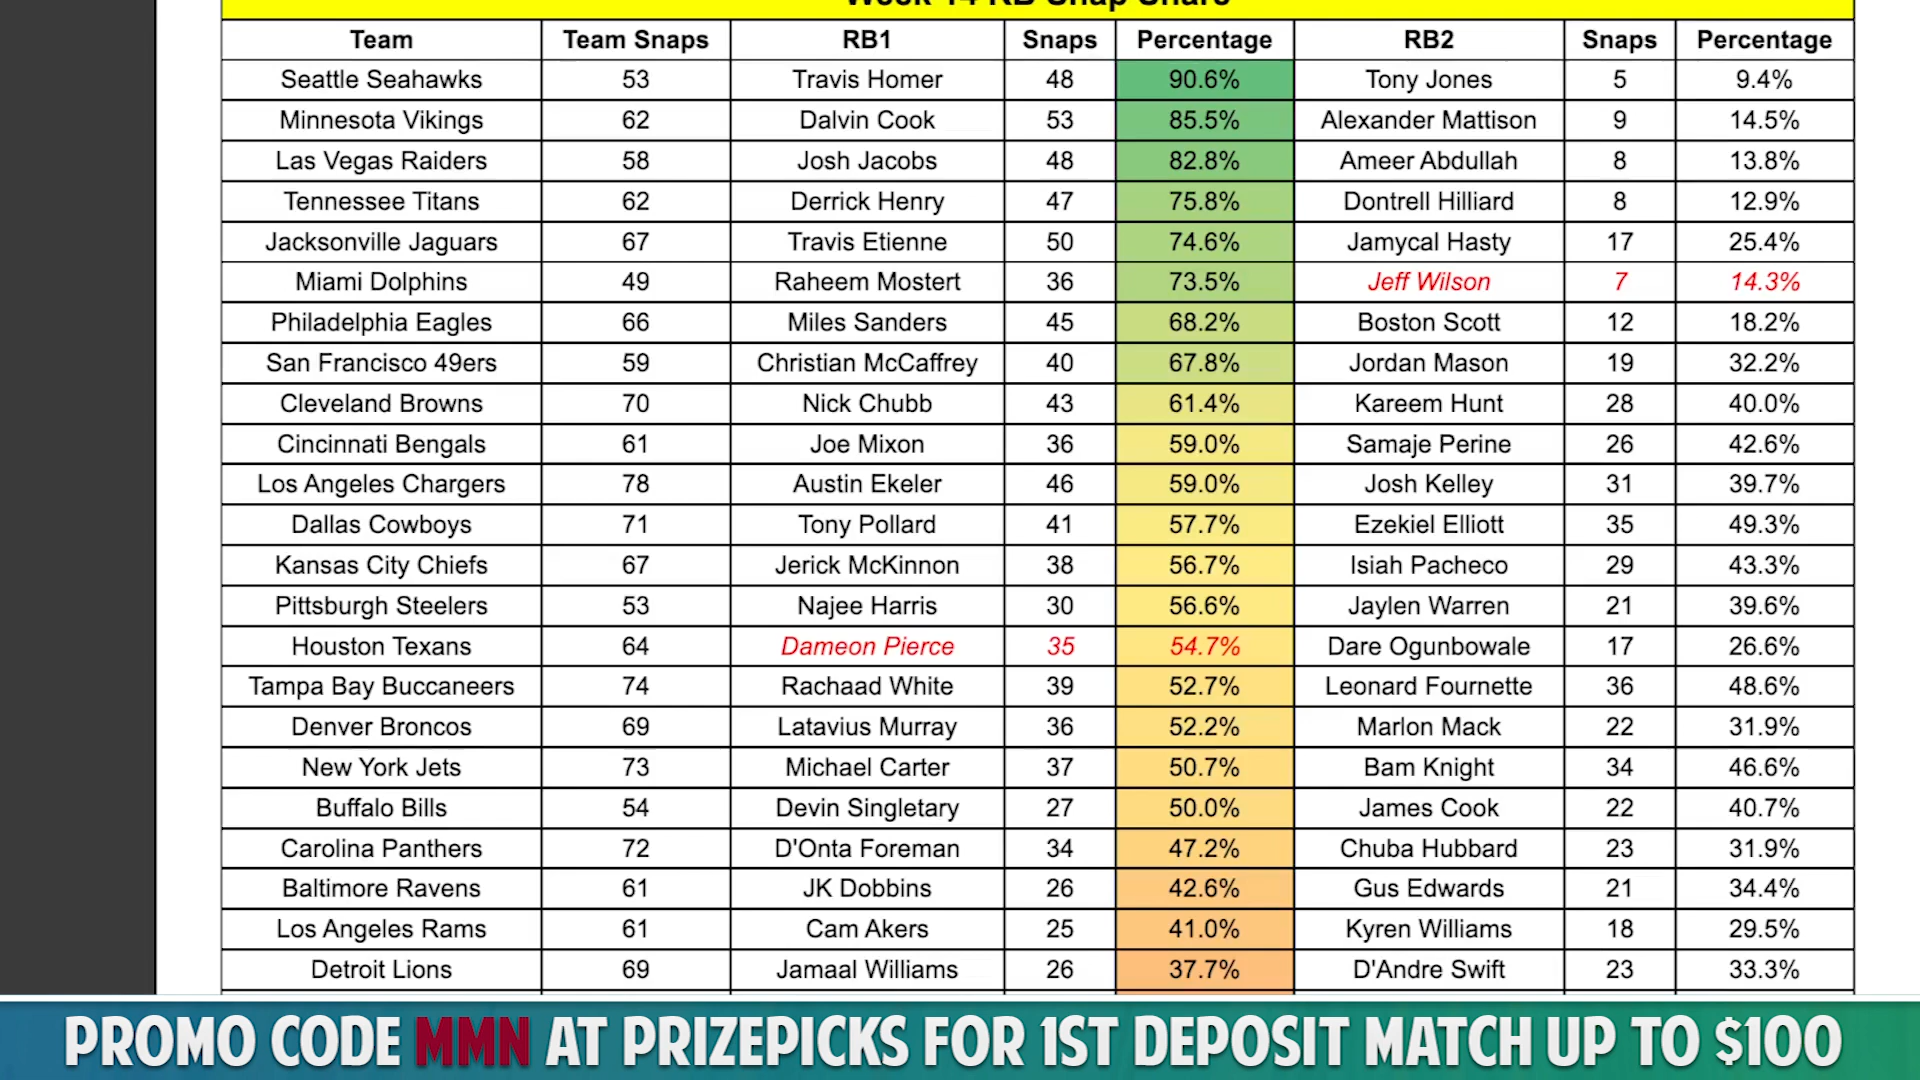 Week 14 RB Snap Share
Team Team Snaps RB1 Snaps Percentage RB2 Snaps Percentage
Seattle Seahawks 53 Travis Homer 48 90.6% Tony Jones 5 9.4%
Minnesota Vikings 62 Dalvin Cook 53 85.5% Alexander Mattison 9 14.5%
Las Vegas Raiders 58 Josh Jacobs 48 82.8% Ameer Abdullah 8 13.8%
Tennessee Titans 62 Derrick Henry 47 75.8% Dontrell Hilliard 8 12.9%
Jacksonville Jaguars 67 Travis Etienne 50 74.6% Jamycal Hasty 17 25.4%
Miami Dolphins 49 Raheem Mostert 36 73.5% Jeff Wilson 7 14.3%
Philadelphia Eagles 66 Miles Sanders 45 68.2% Boston Scott 12 18.2%
San Francisco 49ers 59 Christian McCaffrey 40 67.8% Jordan Mason 19 32.2%
Cleveland Browns 70 Nick Chubb 43 61.4% Kareem Hunt 28 40.0%
Cincinnati Bengals 61 Joe Mixon 36 59.0% Samaje Perine 26 42.6%
Los Angeles Chargers 78 Austin Ekeler 46 59.0% Josh Kelley 31 39.7%
Dallas Cowboys 71 Tony Pollard 41 57.7% Ezekiel Elliott 35 49.3%
Kansas City Chiefs 67 Jerick McKinnon 38 56.7% Isiah Pacheco 29 43.3%
Pittsburgh Steelers 53 Najee Harris 30 56.6% Jaylen Warren 21 39.6%
Houston Texans 64 Dameon Pierce 35 54.7% Dare Ogunbowale 17 26.6%
Tampa Bay Buccaneers 74 Rachaad White 39 52.7% Leonard Fournette 36 48.6%
Denver Broncos 69 Latavius Murray 36 52.2% Marlon Mack 22 31.9%
New York Jets 73 Michael Carter 37 50.7% Bam Knight 34 46.6%
Buffalo Bills 54 Devin Singletary 27 50.0% James Cook 22 40.7%
Carolina Panthers 72 D'Onta Foreman 34 47.2% Chuba Hubbard 23 31.9%
Baltimore Ravens 61 JK Dobbins 26 42.6% Gus Edwards 21 34.4%
Los Angeles Rams 61 Cam Akers 25 41.0% Kyren Williams 18 29.5%
Detroit Lions 69 Jamaal Williams 26 37.7% D'Andre Swift 23 33.3%
PROMO CODE MMN AT PRIZEPICKS FOR 1ST DEPOSIT MATCH UP TO $100